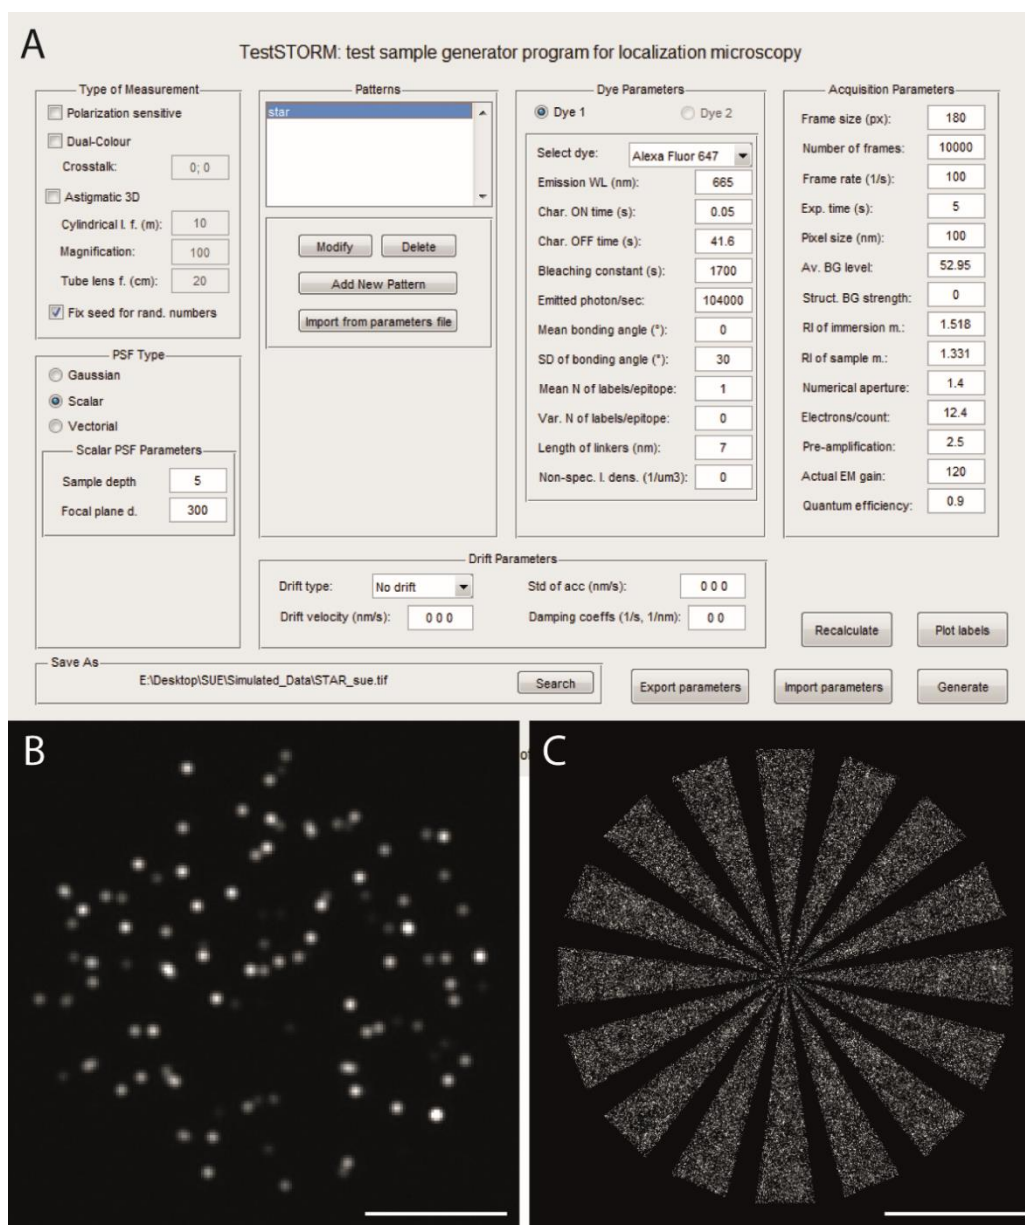 A
TestSTORM: test sample generator program for localization microscopy
Type of Measurement
Polarization sensitive
Dual-Colour
Crosstalk: 0; 0
Astigmatic 3D
Cylindrical l. f. (m): 10
Magnification: 100
Tube lens f. (cm): 20
Fix seed for rand. numbers
PSF Type
Gaussian
Scalar
Vectorial
Scalar PSF Parameters
Sample depth 5
Focal plane d. 300
Patterns
star
Modify Delete
Add New Pattern
Import from parameters file
Dye Parameters
Dye 1 Dye 2
Select dye: Alexa Fluor 647
Emission WL (nm): 665
Char. ON time (s): 0.05
Char. OFF time (s): 41.6
Bleaching constant (s): 1700
Emitted photon/sec: 104000
Mean bonding angle (°): 0
SD of bonding angle (°): 30
Mean N of labels/epitope: 1
Var. N of labels/epitope: 0
Length of linkers (nm): 7
Non-spec. l. dens. (1/um3): 0
Acquisition Parameters
Frame size (px): 180
Number of frames: 10000
Frame rate (1/s): 100
Exp. time (s): 5
Pixel size (nm): 100
Av. BG level: 52.95
Struct. BG strength: 0
RI of immersion m.: 1.518
RI of sample m.: 1.331
Numerical aperture: 1.4
Electrons/count: 12.4
Pre-amplification: 2.5
Actual EM gain: 120
Quantum efficiency: 0.9
Drift Parameters
Drift type: No drift Std of acc (nm/s): 0 0 0
Drift velocity (nm/s): 0 0 0 Damping coeffs (1/s, 1/nm): 0 0
Recalculate Plot labels
Save As
E:\Desktop\SUE\Simulated_Data\STAR_sue.tif Search
Export parameters Import parameters Generate
B
C